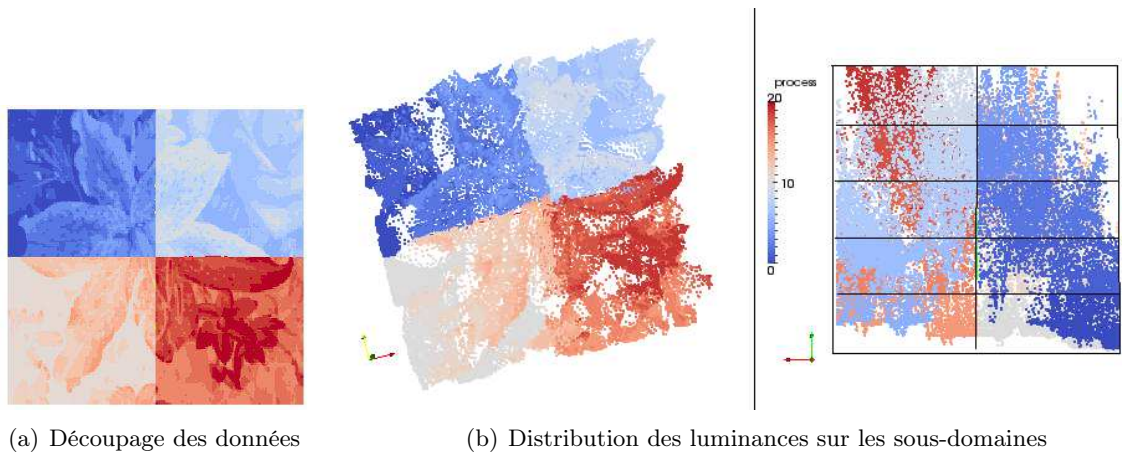 process
20
10
0
(a) Découpage des données
(b) Distribution des luminances sur les sous-domaines